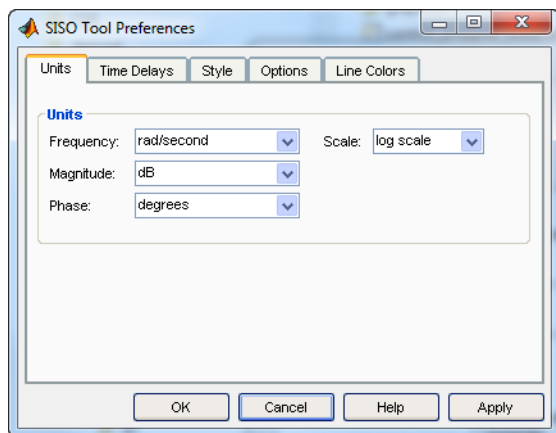 SISO Tool Preferences
Units Time Delays Style Options Line Colors
Units
Frequency: rad/second Scale: log scale
Magnitude: dB
Phase: degrees
OK Cancel Help Apply